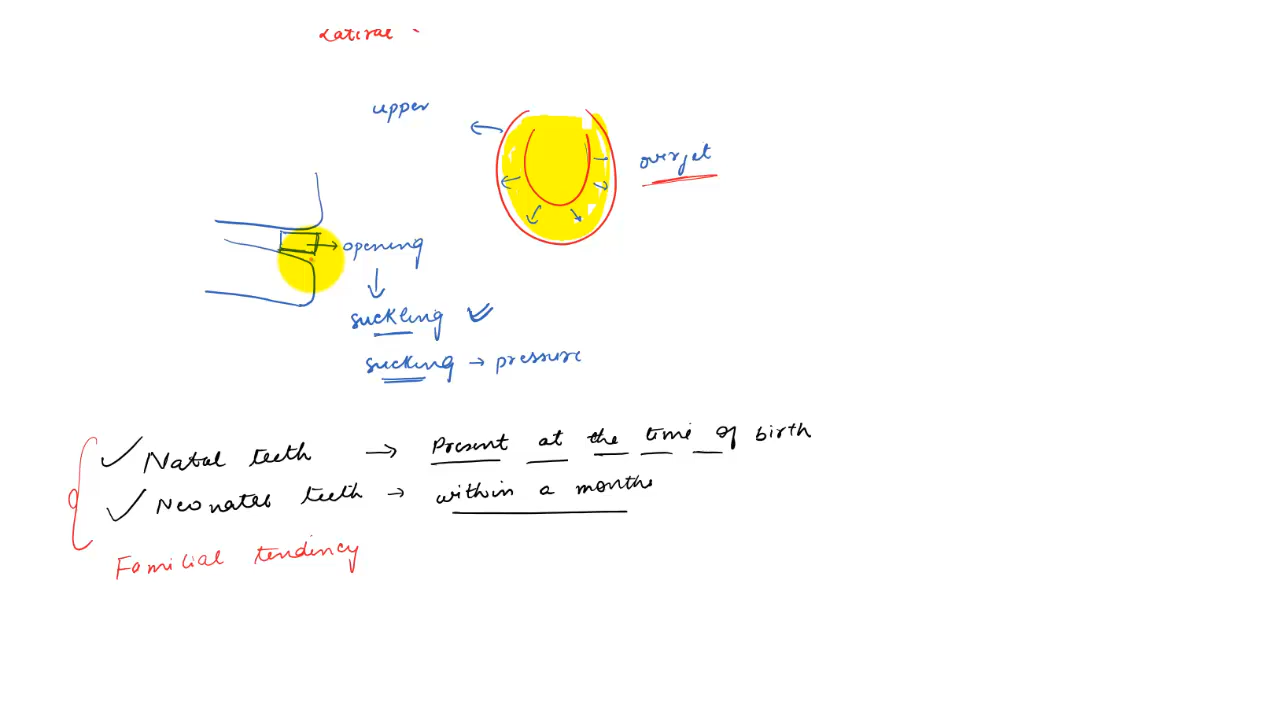 Lateral
upper
overjet
opening
suckling
sucking → pressure
Natal teeth → Present at the time of birth
Neonatal teeth → within a months
Familial tendency